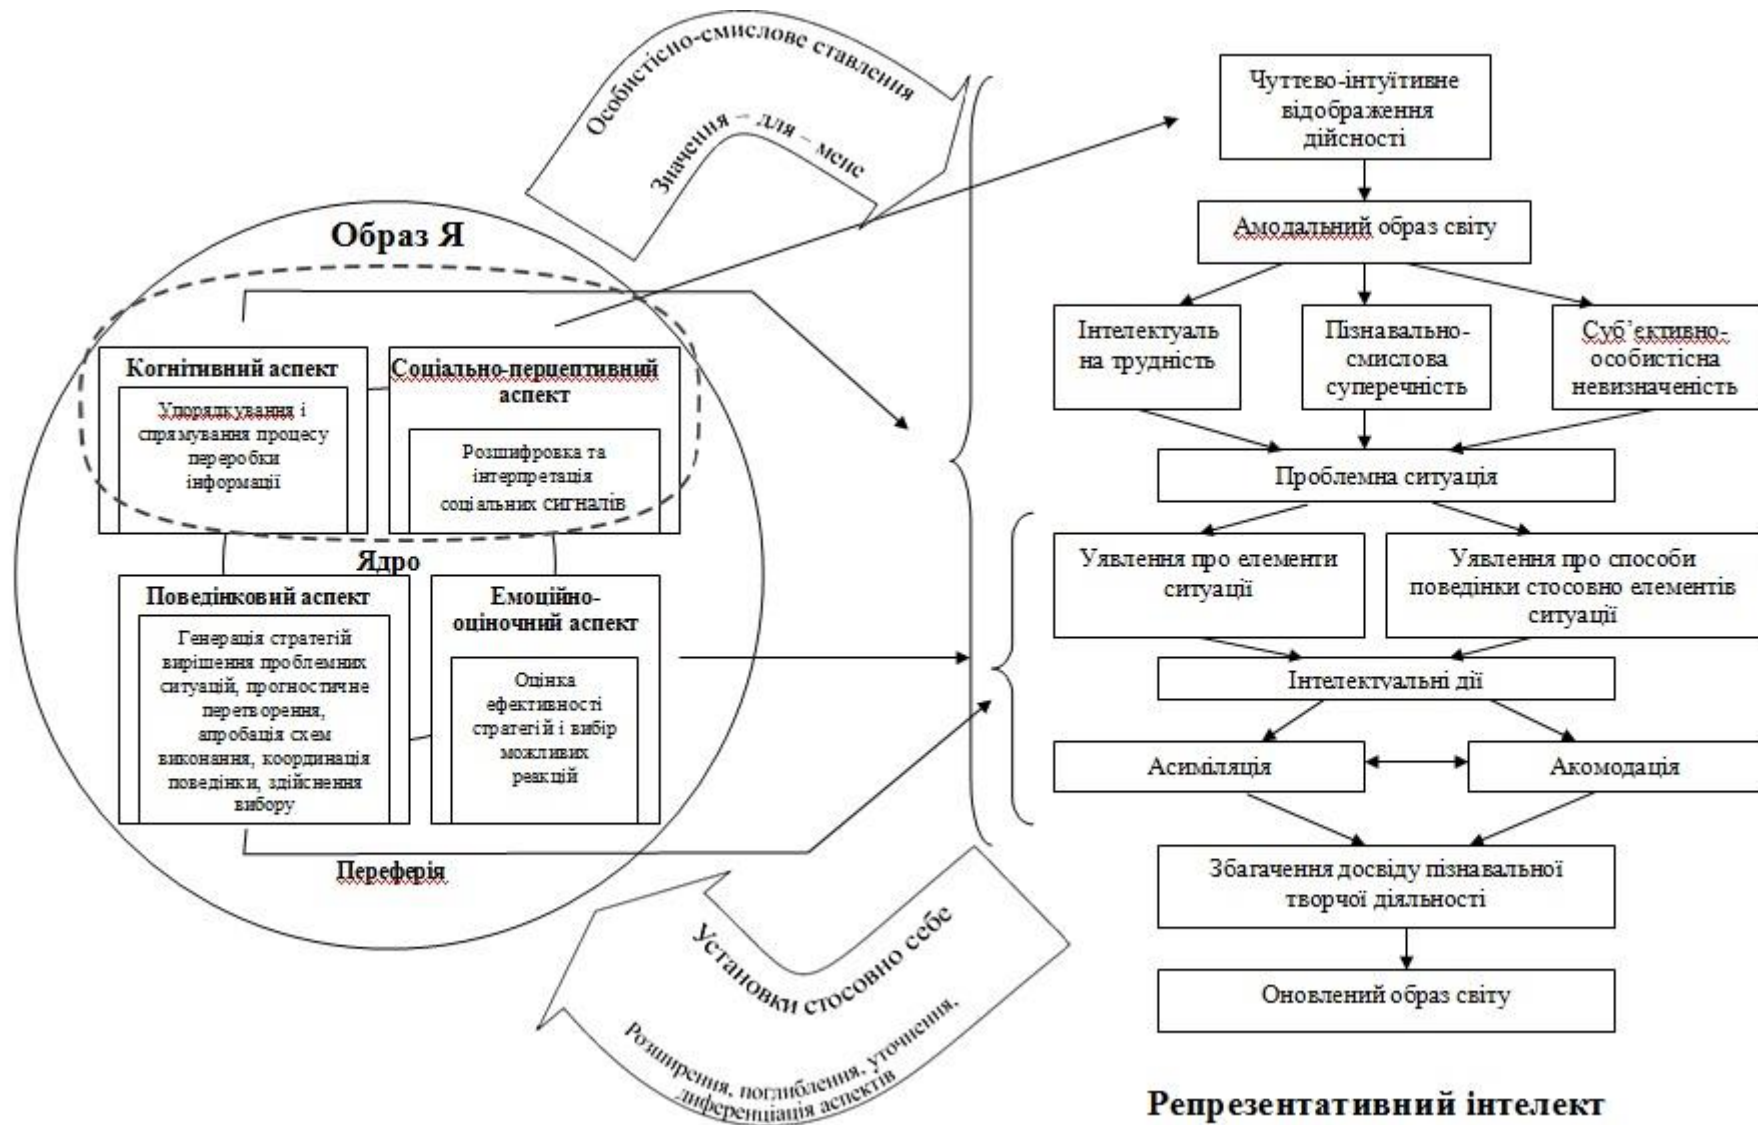 Особистісно-смислове ставлення
Значення – для – мене
Образ Я
Когнітивний аспект
Упорядкування і
спрямування процесу
переробки
інформації
Соціально-перцептивний
аспект
Розшифровка та
інтерпретація
соціальних сигналів
Ядро
Поведінковий аспект
Генерація стратегій
вирішення проблемних
ситуацій, прогностичне
перетворення,
апробація схем
виконання, координація
поведінки, здійснення
вибору
Емоційно-
оціночний аспект
Оцінка
ефективності
стратегій і вибір
можливих
реакцій
Переферія
Установки стосовно себе
Розширення, поглиблення, уточнення,
диференціація аспектів
Чуттєво-інтуїтивне
відображення
дійсності
Амодальний образ світу
Інтелектуаль
на трудність
Пізнавально-
смислова
суперечність
Суб’єктивно-
особистісна
невизначеність
Проблемна ситуація
Уявлення про елементи
ситуації
Уявлення про способи
поведінки стосовно елементів
ситуації
Інтелектуальні дії
Асиміляція
Акомодація
Збагачення досвіду пізнавальної
творчої діяльності
Оновлений образ світу
Репрезентативний інтелект